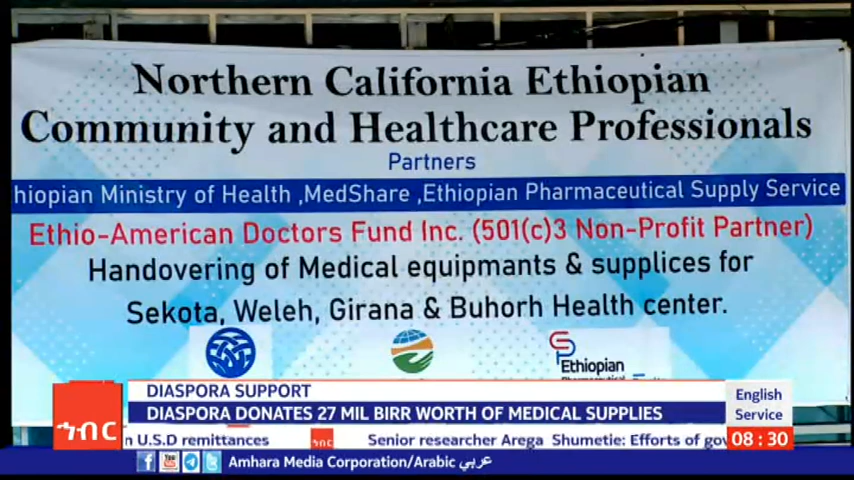 Northern California Ethiopian
Community and Healthcare Professionals
Partners
hiopian Ministry of Health ,MedShare ,Ethiopian Pharmaceutical Supply Service
Ethio-American Doctors Fund Inc. (501(c)3 Non-Profit Partner)
Handovering of Medical equipmants & supplices for
Sekota, Weleh, Girana & Buhorh Health center.
Ethiopian
DIASPORA SUPPORT
DIASPORA DONATES 27 MIL BIRR WORTH OF MEDICAL SUPPLIES
English
Service
ኅብር
n U.S.D remittances
Senior researcher Arega Shumetie: Efforts of gov
08:30
Amhara Media Corporation/Arabic عربي